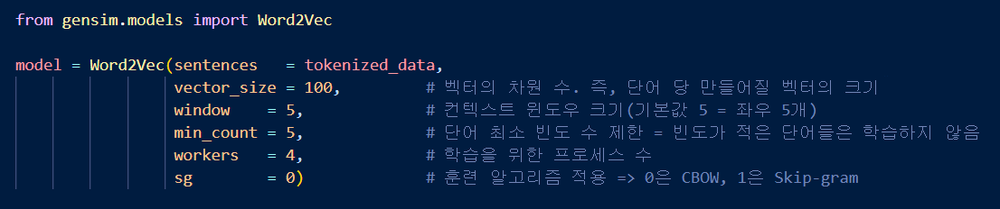 from gensim.models import Word2Vec
model = Word2Vec(sentences = tokenized_data,
vector_size = 100, # 벡터의 차원 수. 즉, 단어 당 만들어질 벡터의 크기
window = 5, # 컨텍스트 윈도우 크기(기본값 5 = 좌우 5개)
min_count = 5, # 단어 최소 빈도 수 제한 = 빈도가 적은 단어들은 학습하지 않음
workers = 4, # 학습을 위한 프로세스 수
sg = 0) # 훈련 알고리즘 적용 => 0은 CBOW, 1은 Skip-gram